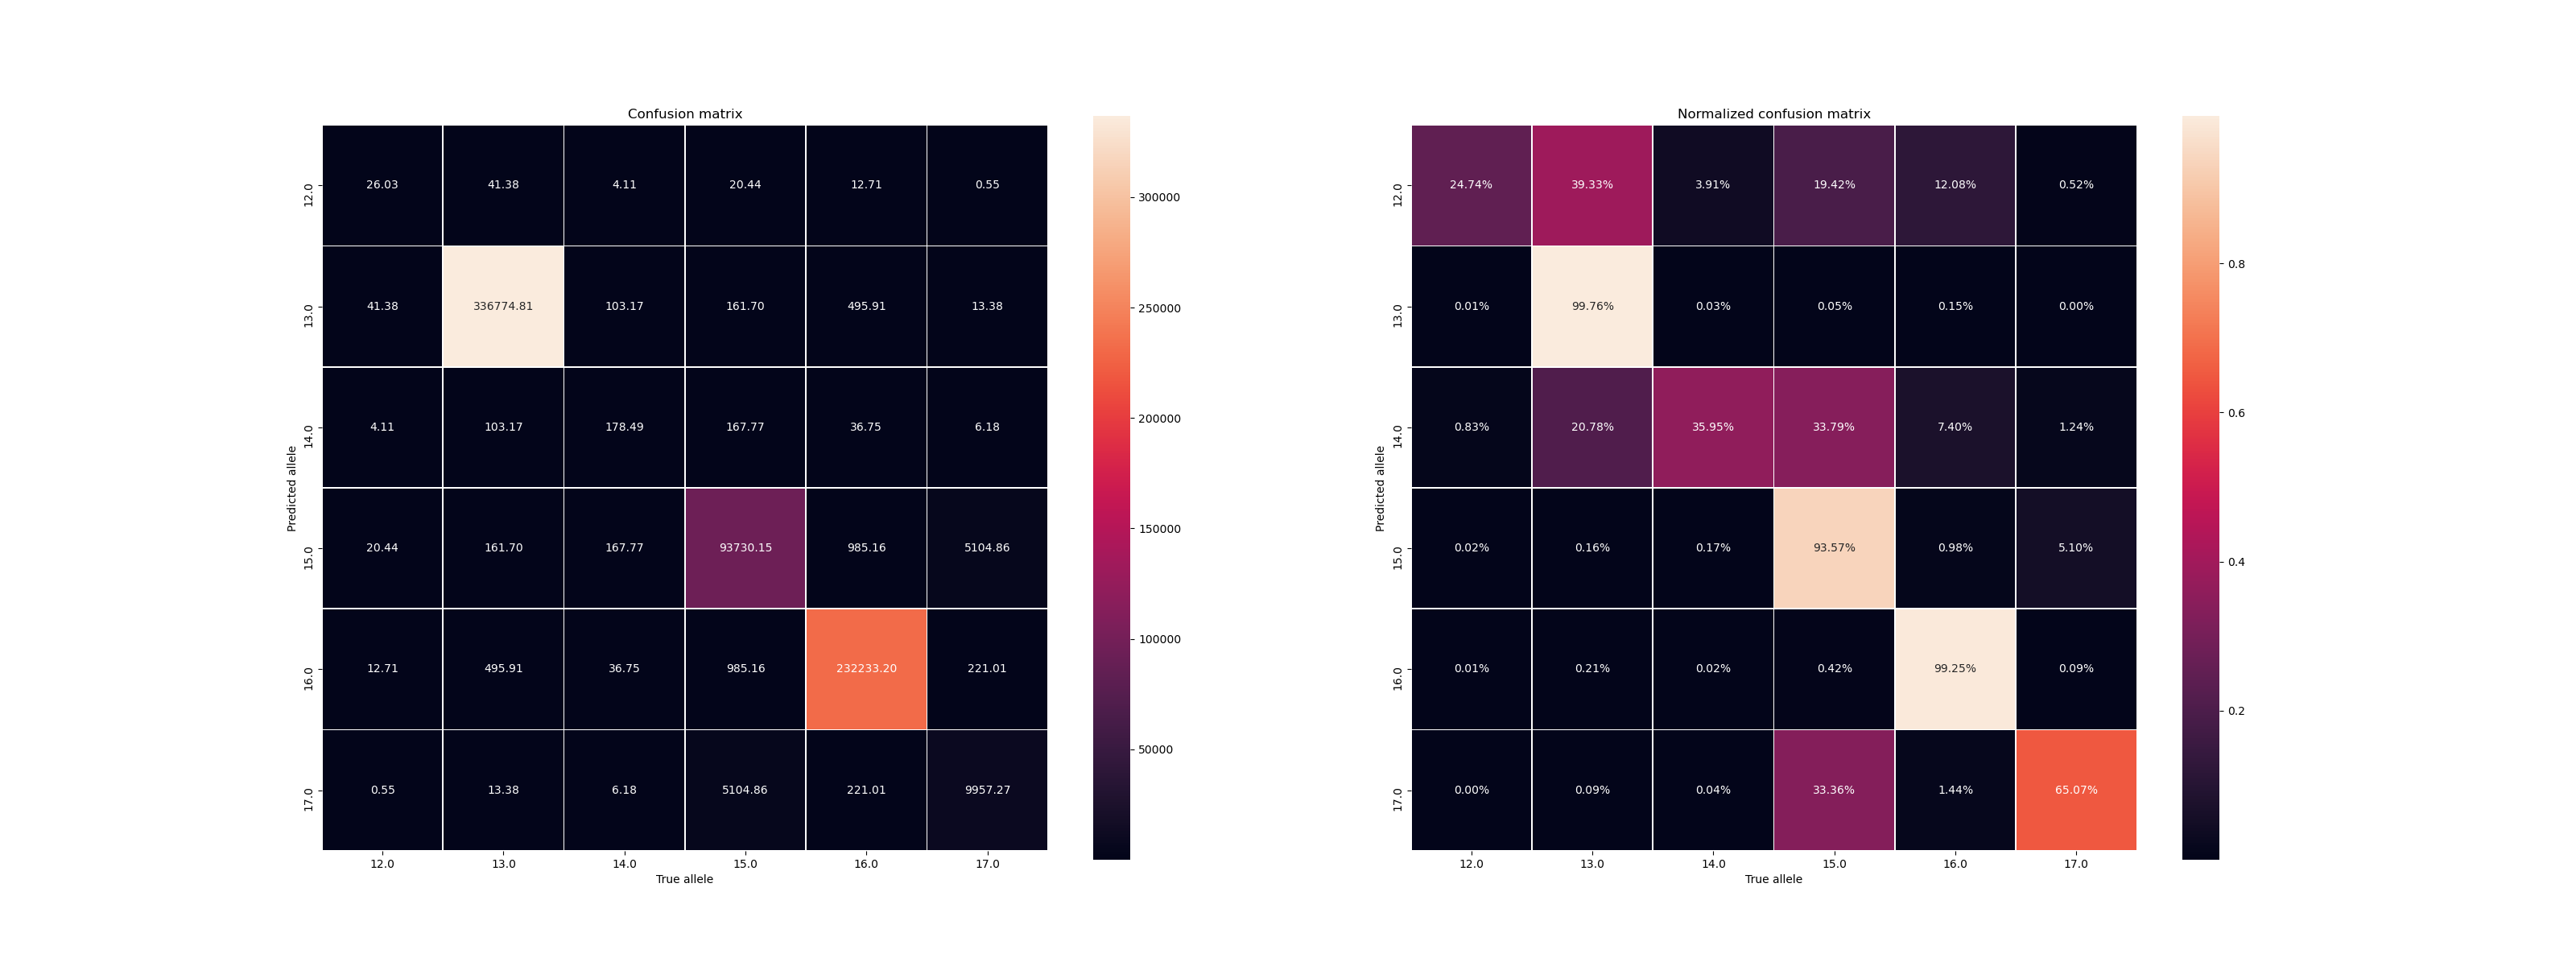 Confusion matrix
12.0 26.03 41.38 4.11 20.44 12.71 0.55
13.0 41.38 336774.81 103.17 161.70 495.91 13.38
14.0 4.11 103.17 178.49 167.77 36.75 6.18
15.0 20.44 161.70 167.77 93730.15 985.16 5104.86
16.0 12.71 495.91 36.75 985.16 232233.20 221.01
17.0 0.55 13.38 6.18 5104.86 221.01 9957.27
12.0 13.0 14.0 15.0 16.0 17.0
True allele
Predicted allele
300000
250000
200000
150000
100000
50000
Normalized confusion matrix
12.0 24.74% 39.33% 3.91% 19.42% 12.08% 0.52%
13.0 0.01% 99.76% 0.03% 0.05% 0.15% 0.00%
14.0 0.83% 20.78% 35.95% 33.79% 7.40% 1.24%
15.0 0.02% 0.16% 0.17% 93.57% 0.98% 5.10%
16.0 0.01% 0.21% 0.02% 0.42% 99.25% 0.09%
17.0 0.00% 0.09% 0.04% 33.36% 1.44% 65.07%
12.0 13.0 14.0 15.0 16.0 17.0
True allele
Predicted allele
0.8
0.6
0.4
0.2